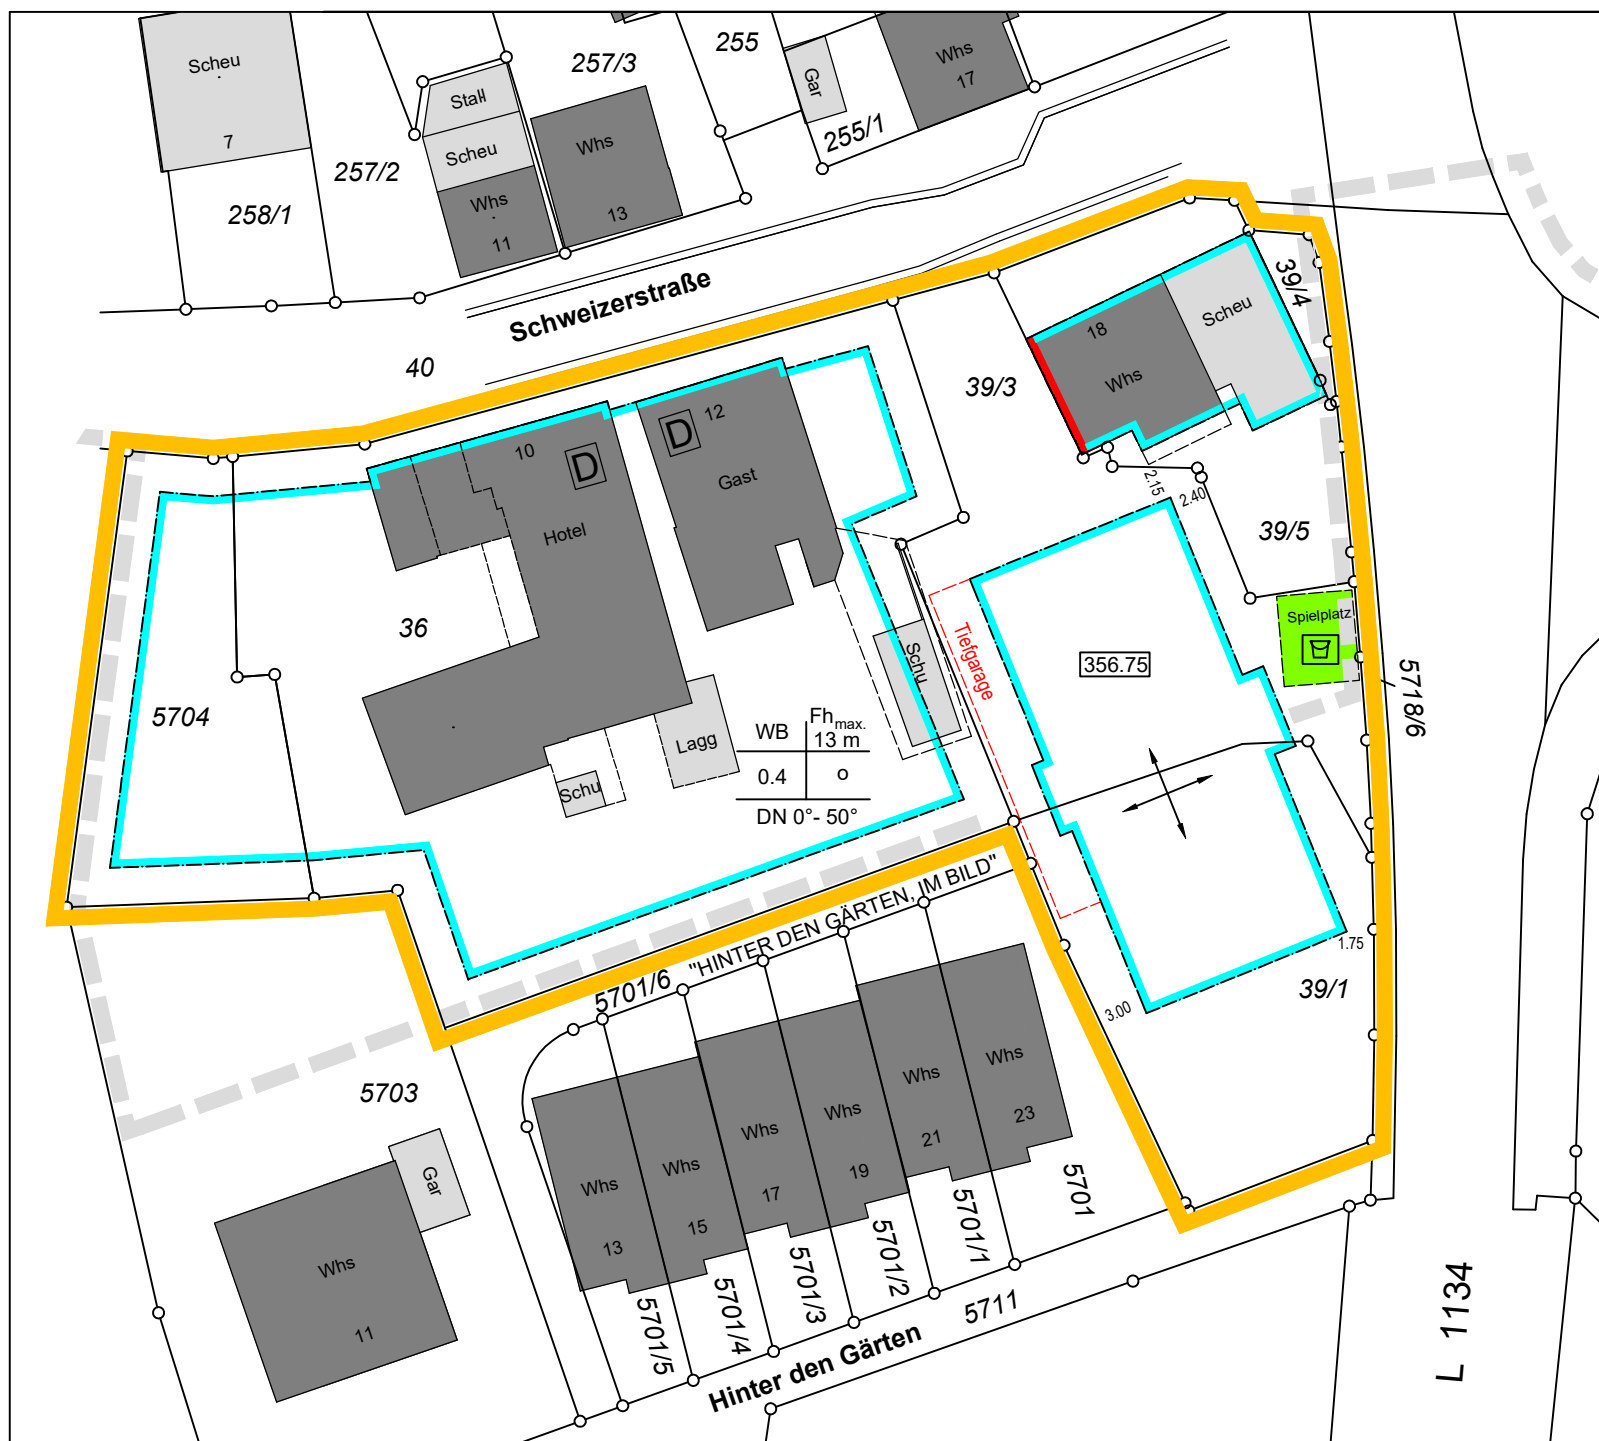 Scheu
7
258/1
257/2
Stall
Scheu
Whs
11
257/3
Whs
13
255
Gar
255/1
Whs
17
Schweizerstraße
40
39/3
18
Whs
Scheu
39/4
10
D
Hotel
12
D
Gast
2.15
2.40
39/5
36
5704
Schu
Tiefgarage
356.75
Spielplatz
5718/6
Lagg
Schu
WB
Fhmax.
13 m
0.4
o
DN 0°- 50°
"HINTER DEN GÄRTEN, IM BILD"
5701/6
1.75
39/1
3.00
5703
Gar
Whs
11
Whs
13
Whs
15
Whs
17
Whs
19
Whs
21
Whs
23
5701/5
5701/4
5701/3
5701/2
5701/1
5701
5711
Hinter den Gärten
L 1134